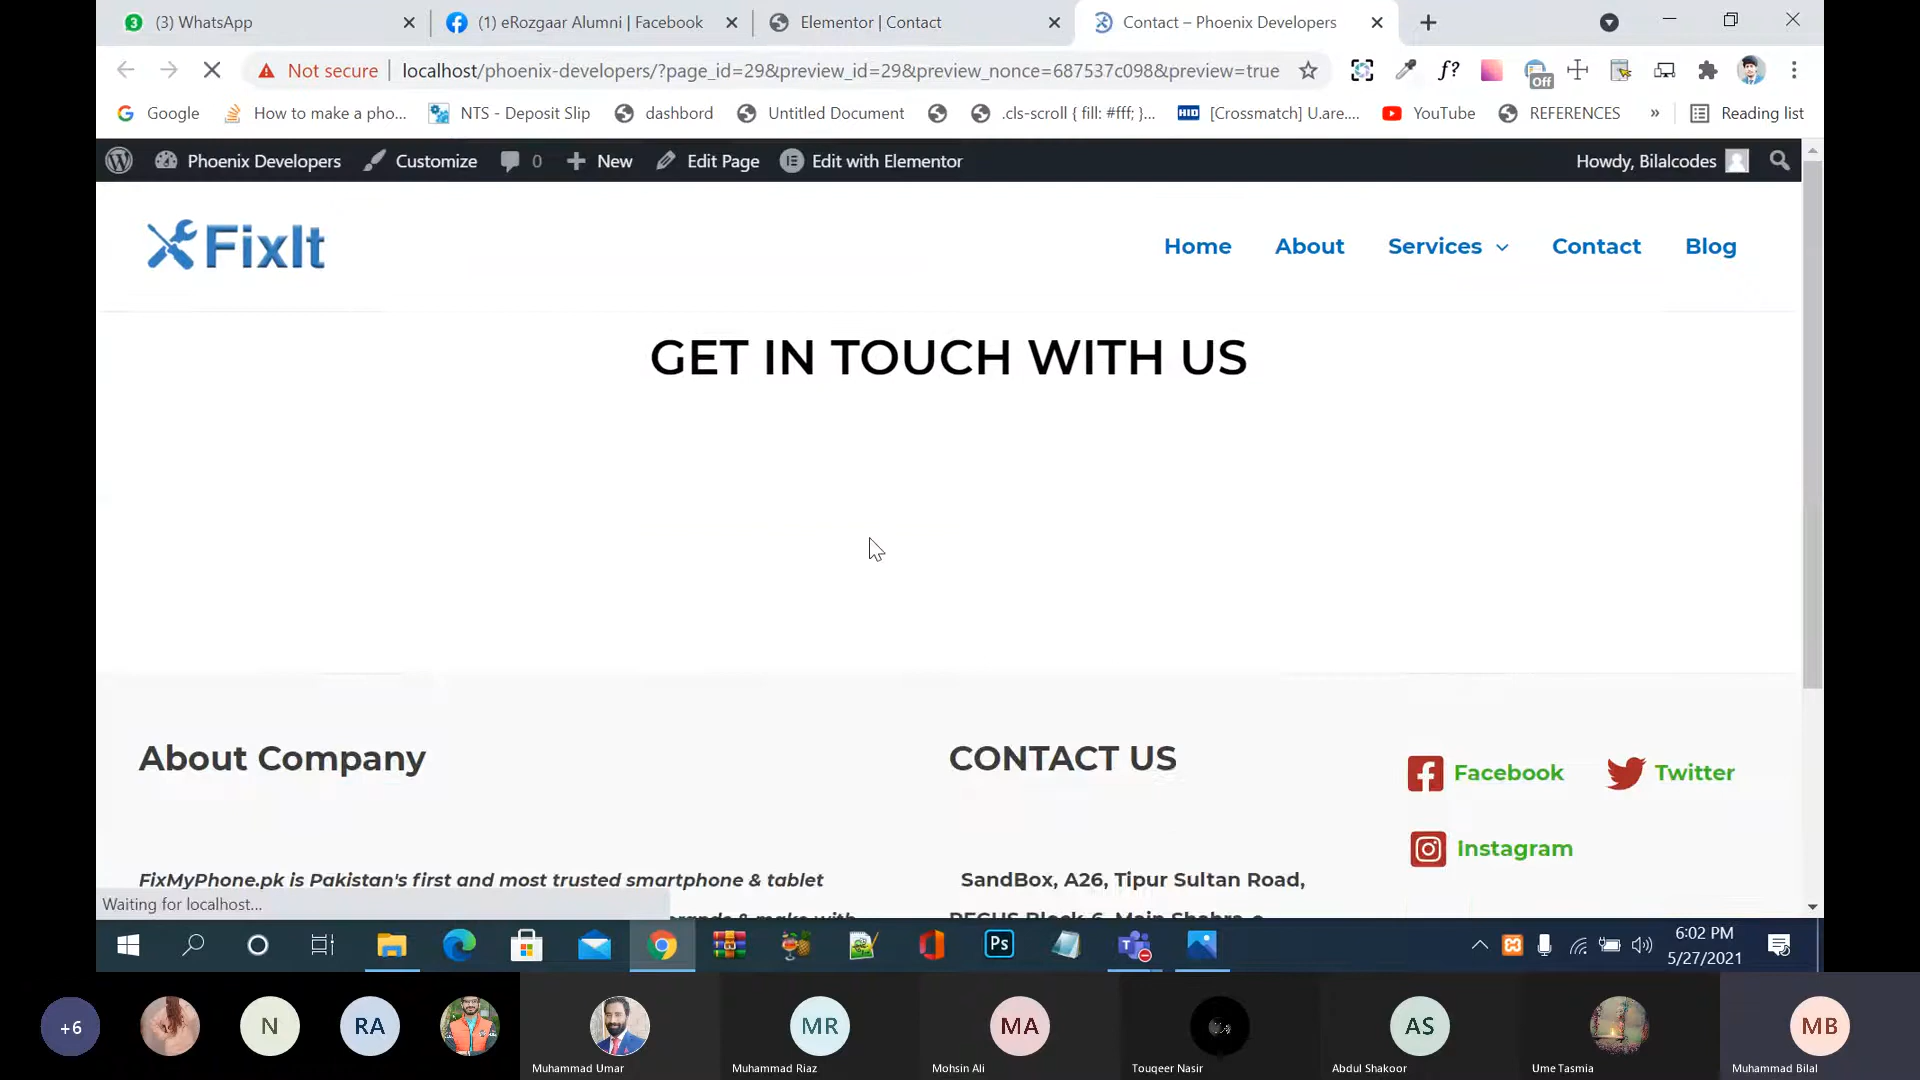 3 (3) WhatsApp
(1) eRozgaar Alumni | Facebook
Elementor | Contact
Contact – Phoenix Developers
Not secure
localhost/phoenix-developers/?page_id=29&preview_id=29&preview_nonce=687537c098&preview=true
f?
Off
Google
How to make a pho...
NTS - Deposit Slip
dashbord
Untitled Document
.cls-scroll { fill: #fff; }...
HID
[Crossmatch] U.are....
YouTube
REFERENCES
»
Reading list
Phoenix Developers
Customize
0
New
Edit Page
Edit with Elementor
Howdy, Bilalcodes
FixIt
Home
About
Services
Contact
Blog
GET IN TOUCH WITH US
About Company
CONTACT US
Facebook
Twitter
Instagram
FixMyPhone.pk is Pakistan's first and most trusted smartphone & tablet
SandBox, A26, Tipur Sultan Road,
Waiting for localhost...
Ps
6:02 PM
5/27/2021
+6
N
RA
MR
MA
AS
MB
Muhammad Umar
Muhammad Riaz
Mohsin Ali
Touqeer Nasir
Abdul Shakoor
Ume Tasmia
Muhammad Bilal